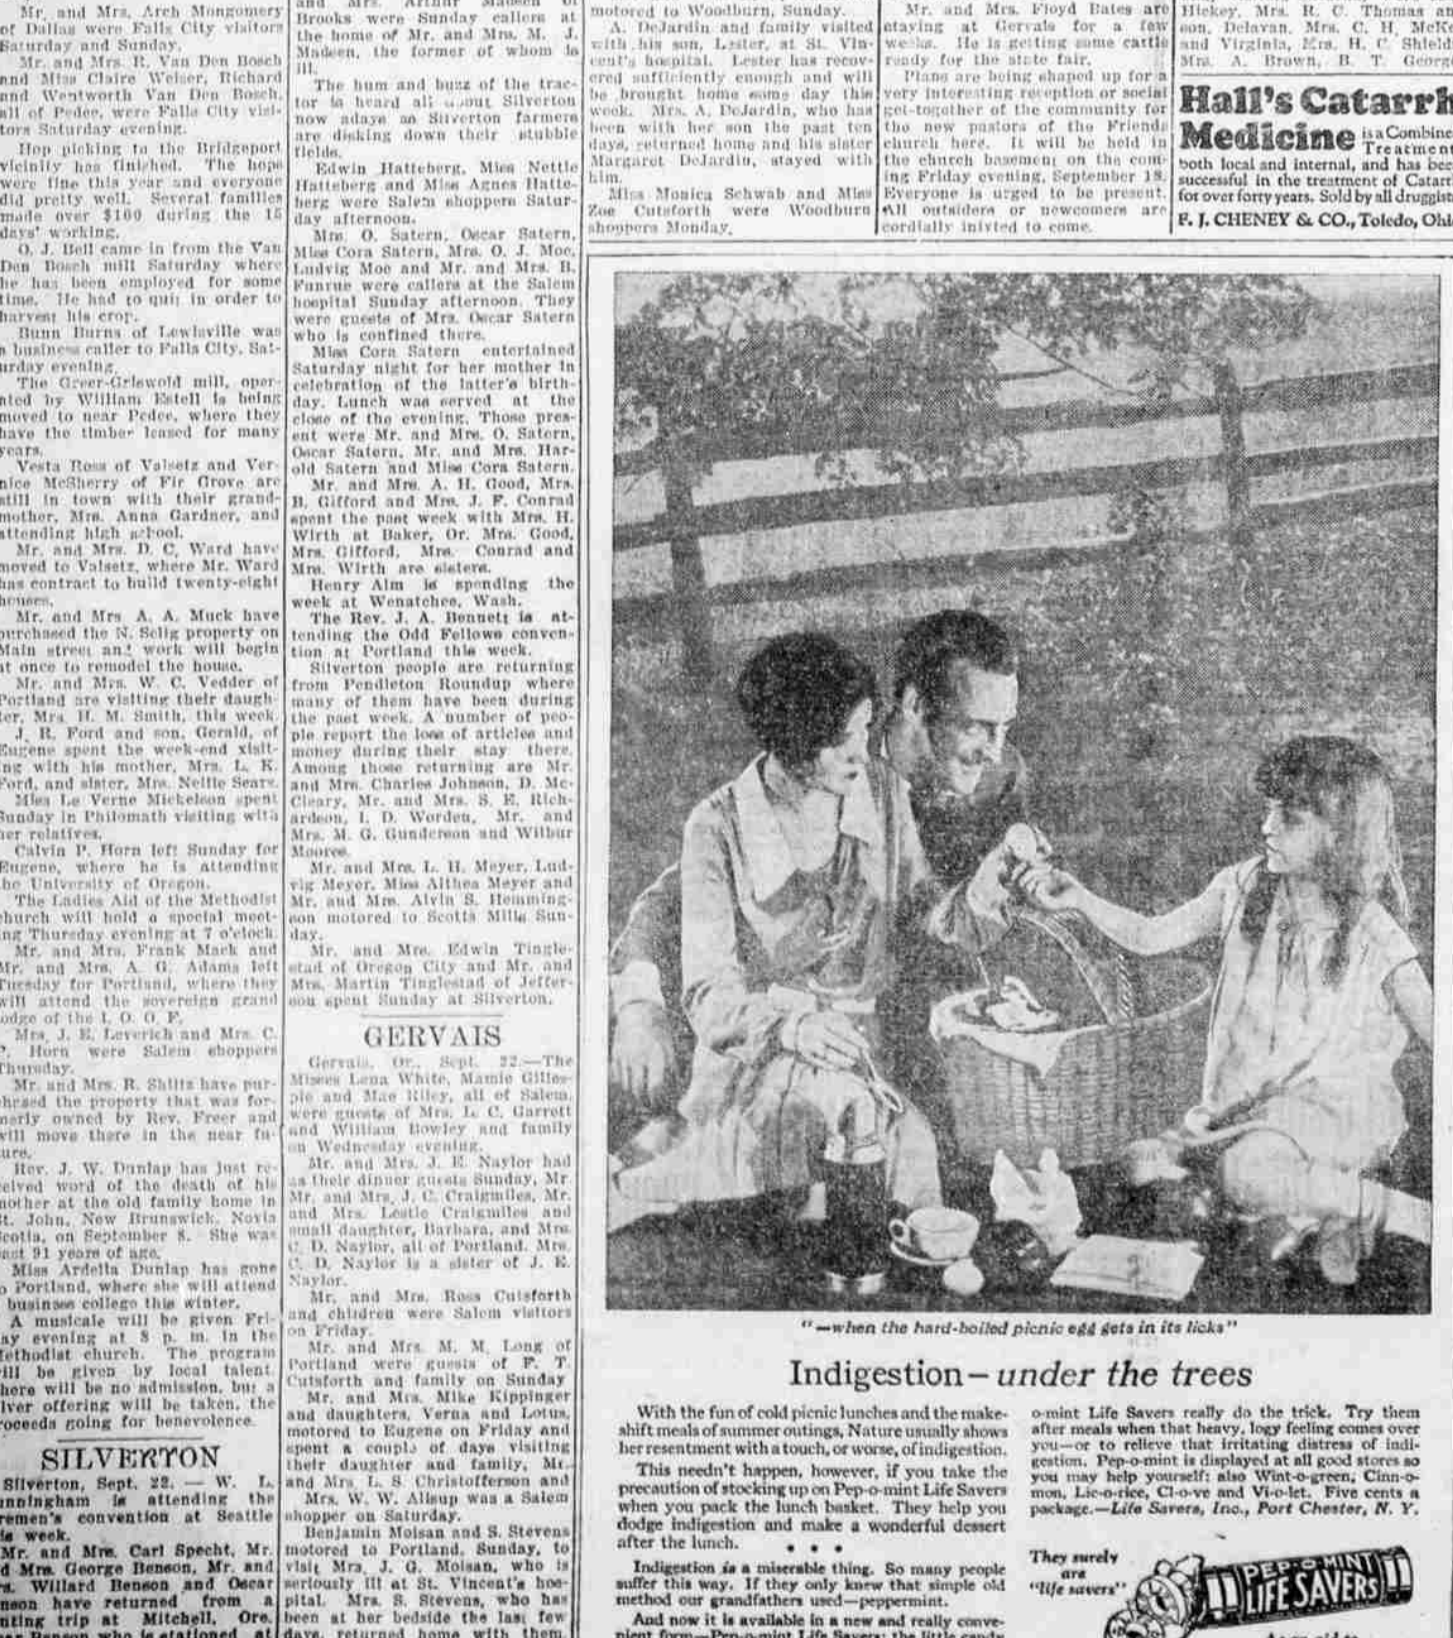 Mr. and Mrs. Arch Mongomery
of Dallas were Falls City visitors
Saturday and Sunday.
Mr. and Mrs. R. Van Den Bosch
and Miss Claire Weiser, Richard
and Wentworth Van Den Bosch,
all of Pedee, were Falls City visi-
tors Saturday evening.
Hop picking to the Bridgeport
vicinity has finished. The hops
were fine this year and everyone
did pretty well. Several families
made over $100 during the 15
days' working.
O. J. Bell came in from the Van
Den Bosch mill Saturday where
he has been employed for some
time. He had to quit in order to
harvest his crop.
Bunn Burns of Lewisville was
a business caller to Falls City, Sat-
urday evening.
The Greer-Griswold mill, oper-
ated by William Estell is being
moved to near Pedee, where they
have the timber leased for many
years.
Vesta Ross of Valsetz and Ver-
nice McSherry of Fir Grove are
still in town with their grand-
mother, Mrs. Anna Gardner, and
attending high school.
Mr. and Mrs. D. C. Ward have
moved to Valsetz, where Mr. Ward
has contract to build twenty-eight
houses.
Mr. and Mrs A. A. Muck have
purchased the N. Selig property on
Main street and work will begin
at once to remodel the house.
Mr. and Mrs. W. C. Vedder of
Portland are visiting their daugh-
ter, Mrs. H. M. Smith, this week.
J. R. Ford and son, Gerald, of
Eugene spent the week-end xisit-
ing with his mother, Mrs. L. K.
Ford, and sister, Mrs. Nellie Sears.
Miss Le Verne Mickelson spent
Sunday in Philomath visiting with
her relatives.
Calvin P. Horn left Sunday for
Eugene, where he is attending
the University of Oregon.
The Ladies Aid of the Methodist
church will hold a special meet-
ing Thursday evening at 7 o'clock.
Mr. and Mrs. Frank Mack and
Mr. and Mrs. A. G. Adams left
Tuesday for Portland, where they
will attend the sovereign grand
lodge of the I. O. O. F.
Mrs. J. E. Leverich and Mrs. C.
P. Horn were Salem shoppers
Thursday.
Mr. and Mrs. R. Shiltz have pur-
chrased the property that was for-
merly owned by Rev. Freer and
will move there in the near fu-
ture.
Rev. J. W. Dunlap has just re-
ceived word of the death of his
mother at the old family home in
St. John, New Brunswick, Novia
Scotia, on September 8. She was
past 91 years of age.
Miss Ardella Dunlap has gone
to Portland, where she will attend
business college this winter.
A musicale will be given Fri-
day evening at 8 p. m. in the
Methodist church. The program
will be given by local talent.
There will be no admission, but a
silver offering will be taken, the
proceeds going for benevolence.
SILVERTON
Silverton, Sept. 22. — W. L.
Cunningham is attending the
firemen's convention at Seattle
this week.
Mr. and Mrs. Carl Specht, Mr.
and Mrs. George Benson, Mr. and
Mrs. Willard Benson and Oscar
Benson have returned from a
hunting trip at Mitchell, Ore.
Benson who is stationed at
and Mrs. Arthur Madsen of
Brooks were Sunday callers at
the home of Mr. and Mrs. M. J.
Madsen, the former of whom is
ill.
The hum and buzz of the trac-
tor is heard all about Silverton
now adays as Silverton farmers
are disking down their stubble
fields.
Edwin Hatteberg, Miss Nettie
Hatteberg and Miss Agnes Hatte-
berg were Salem shoppers Satur-
day afternoon.
Mrs. O. Satern, Oscar Satern,
Miss Cora Satern, Mrs. O. J. Moe,
Ludvig Moe and Mr. and Mrs. B.
Funrue were callers at the Salem
hospital Sunday afternoon. They
were guests of Mrs. Oscar Satern
who is confined there.
Miss Cora Satern entertained
Saturday night for her mother in
celebration of the latter's birth-
day. Lunch was served at the
close of the evening. Those pres-
ent were Mr. and Mrs. O. Satern,
Oscar Satern, Mr. and Mrs. Har-
old Satern and Miss Cora Satern.
Mr. and Mrs. A. H. Good, Mrs.
B. Gifford and Mrs. J. F. Conrad
spent the past week with Mrs. H.
Wirth at Baker, Or. Mrs. Good,
Mrs. Gifford, Mrs. Conrad and
Mrs. Wirth are sisters.
Henry Alm is spending the
week at Wenatchee, Wash.
The Rev. J. A. Bennett is at-
tending the Odd Fellows conven-
tion at Portland this week.
Silverton people are returning
from Pendleton Roundup where
many of them have been during
the past week. A number of peo-
ple report the loss of articles and
money during their stay there.
Among those returning are Mr.
and Mrs. Charles Johnson, D. Mc-
Cleary, Mr. and Mrs. S. E. Rich-
ardson, I. D. Worden, Mr. and
Mrs. M. G. Gunderson and Wilbur
Moores.
Mr. and Mrs. L. H. Meyer, Lud-
vig Meyer, Miss Althea Meyer and
Mr. and Mrs. Alvin S. Hemming-
son motored to Scotts Mills Sun-
day.
Mr. and Mrs. Edwin Tingle-
stad of Oregon City and Mr. and
Mrs. Martin Tinglestad of Jeffer-
son spent Sunday at Silverton.
GERVAIS
Gervais, Or., Sept. 22.—The
Misses Lena White, Mamie Gilles-
pie and Mae Riley, all of Salem,
were guests of Mrs. L. C. Garrett
and William Bowley and family
on Wednesday evening.
Mr. and Mrs. J. E. Naylor had
as their dinner guests Sunday, Mr
Mr. and Mrs. J. C. Craigmiles, Mr.
and Mrs. Leslie Craigmiles and
small daughter, Barbara, and Mrs.
C. D. Naylor, all of Portland. Mrs.
C. D. Naylor is a sister of J. E.
Naylor.
Mr. and Mrs. Ross Cutsforth
and children were Salem visitors
on Friday.
Mr. and Mrs. M. M. Long of
Portland were guests of F. T.
Cutsforth and family on Sunday
Mr. and Mrs. Mike Kippinger
and daughters, Verna and Lotus,
motored to Eugene on Friday and
spent a couple of days visiting
their daughter and family, Mr.
and Mrs L. S Christofferson and
Mrs. W. W. Allsup was a Salem
shopper on Saturday.
Benjamin Moisan and S. Stevens
motored to Portland, Sunday, to
visit Mrs. J. G. Moisan, who is
seriously ill at St. Vincent's hos-
pital. Mrs. S. Stevens, who has
been at her bedside the last few
days, returned home with them.
motored to Woodburn, Sunday.
A. DeJardin and family visited
with his son, Lester, at St. Vin-
cent's hospital. Lester has recov-
ered sufficiently enough and will
be brought home some day this
week. Mrs. A. DeJardin, who has
been with her son the past ten
days, returned home and his sister
Margaret DeJardin, stayed with
him.
Miss Monica Schwab and Miss
Zoe Cutsforth were Woodburn
shoppers Monday.
Mr. and Mrs. Floyd Bates are
staying at Gervais for a few
weeks. He is getting some cattle
ready for the state fair.
Plans are being shaped up for a
very interesting reception or social
get-together of the community for
the new pastors of the Friends
church here. It will be held in
the church basement on the com-
ing Friday evening, September 18.
Everyone is urged to be present.
All outsiders or newcomers are
cordially inivted to come.
Hickey, Mrs. R. C. Thomas an
son, Delavan, Mrs. C. H. McKe
and Virginia, Mrs. H. C. Shield
Mrs. A. Brown, B. T. George
Hall's Catarrh
Medicine is a Combine
Treatment
both local and internal, and has bee
successful in the treatment of Catarr
for over forty years. Sold by all druggist
F. J. CHENEY & CO., Toledo, Ohi
"—when the hard-boiled picnic egg gets in its licks"
Indigestion—under the trees
With the fun of cold picnic lunches and the make-
shift meals of summer outings, Nature usually shows
her resentment with a touch, or worse, of indigestion.
This needn't happen, however, if you take the
precaution of stocking up on Pep-o-mint Life Savers
when you pack the lunch basket. They help you
dodge indigestion and make a wonderful dessert
after the lunch.
• • •
Indigestion is a miserable thing. So many people
suffer this way. If they only knew that simple old
method our grandfathers used—peppermint.
And now it is available in a new and really conve-
nient form—Pep-o-mint Life Savers; the little candy
o-mint Life Savers really do the trick. Try them
after meals when that heavy, logy feeling comes over
you—or to relieve that irritating distress of indi-
gestion. Pep-o-mint is displayed at all good stores so
you may help yourself: also Wint-o-green, Cinn-o-
mon, Lic-o-rice, Cl-o-ve and Vi-o-let. Five cents a
package.—Life Savers, Inc., Port Chester, N. Y.
They surely
are
"life savers"
PEP-O-MINT
LIFE SAVERS
As an aid to